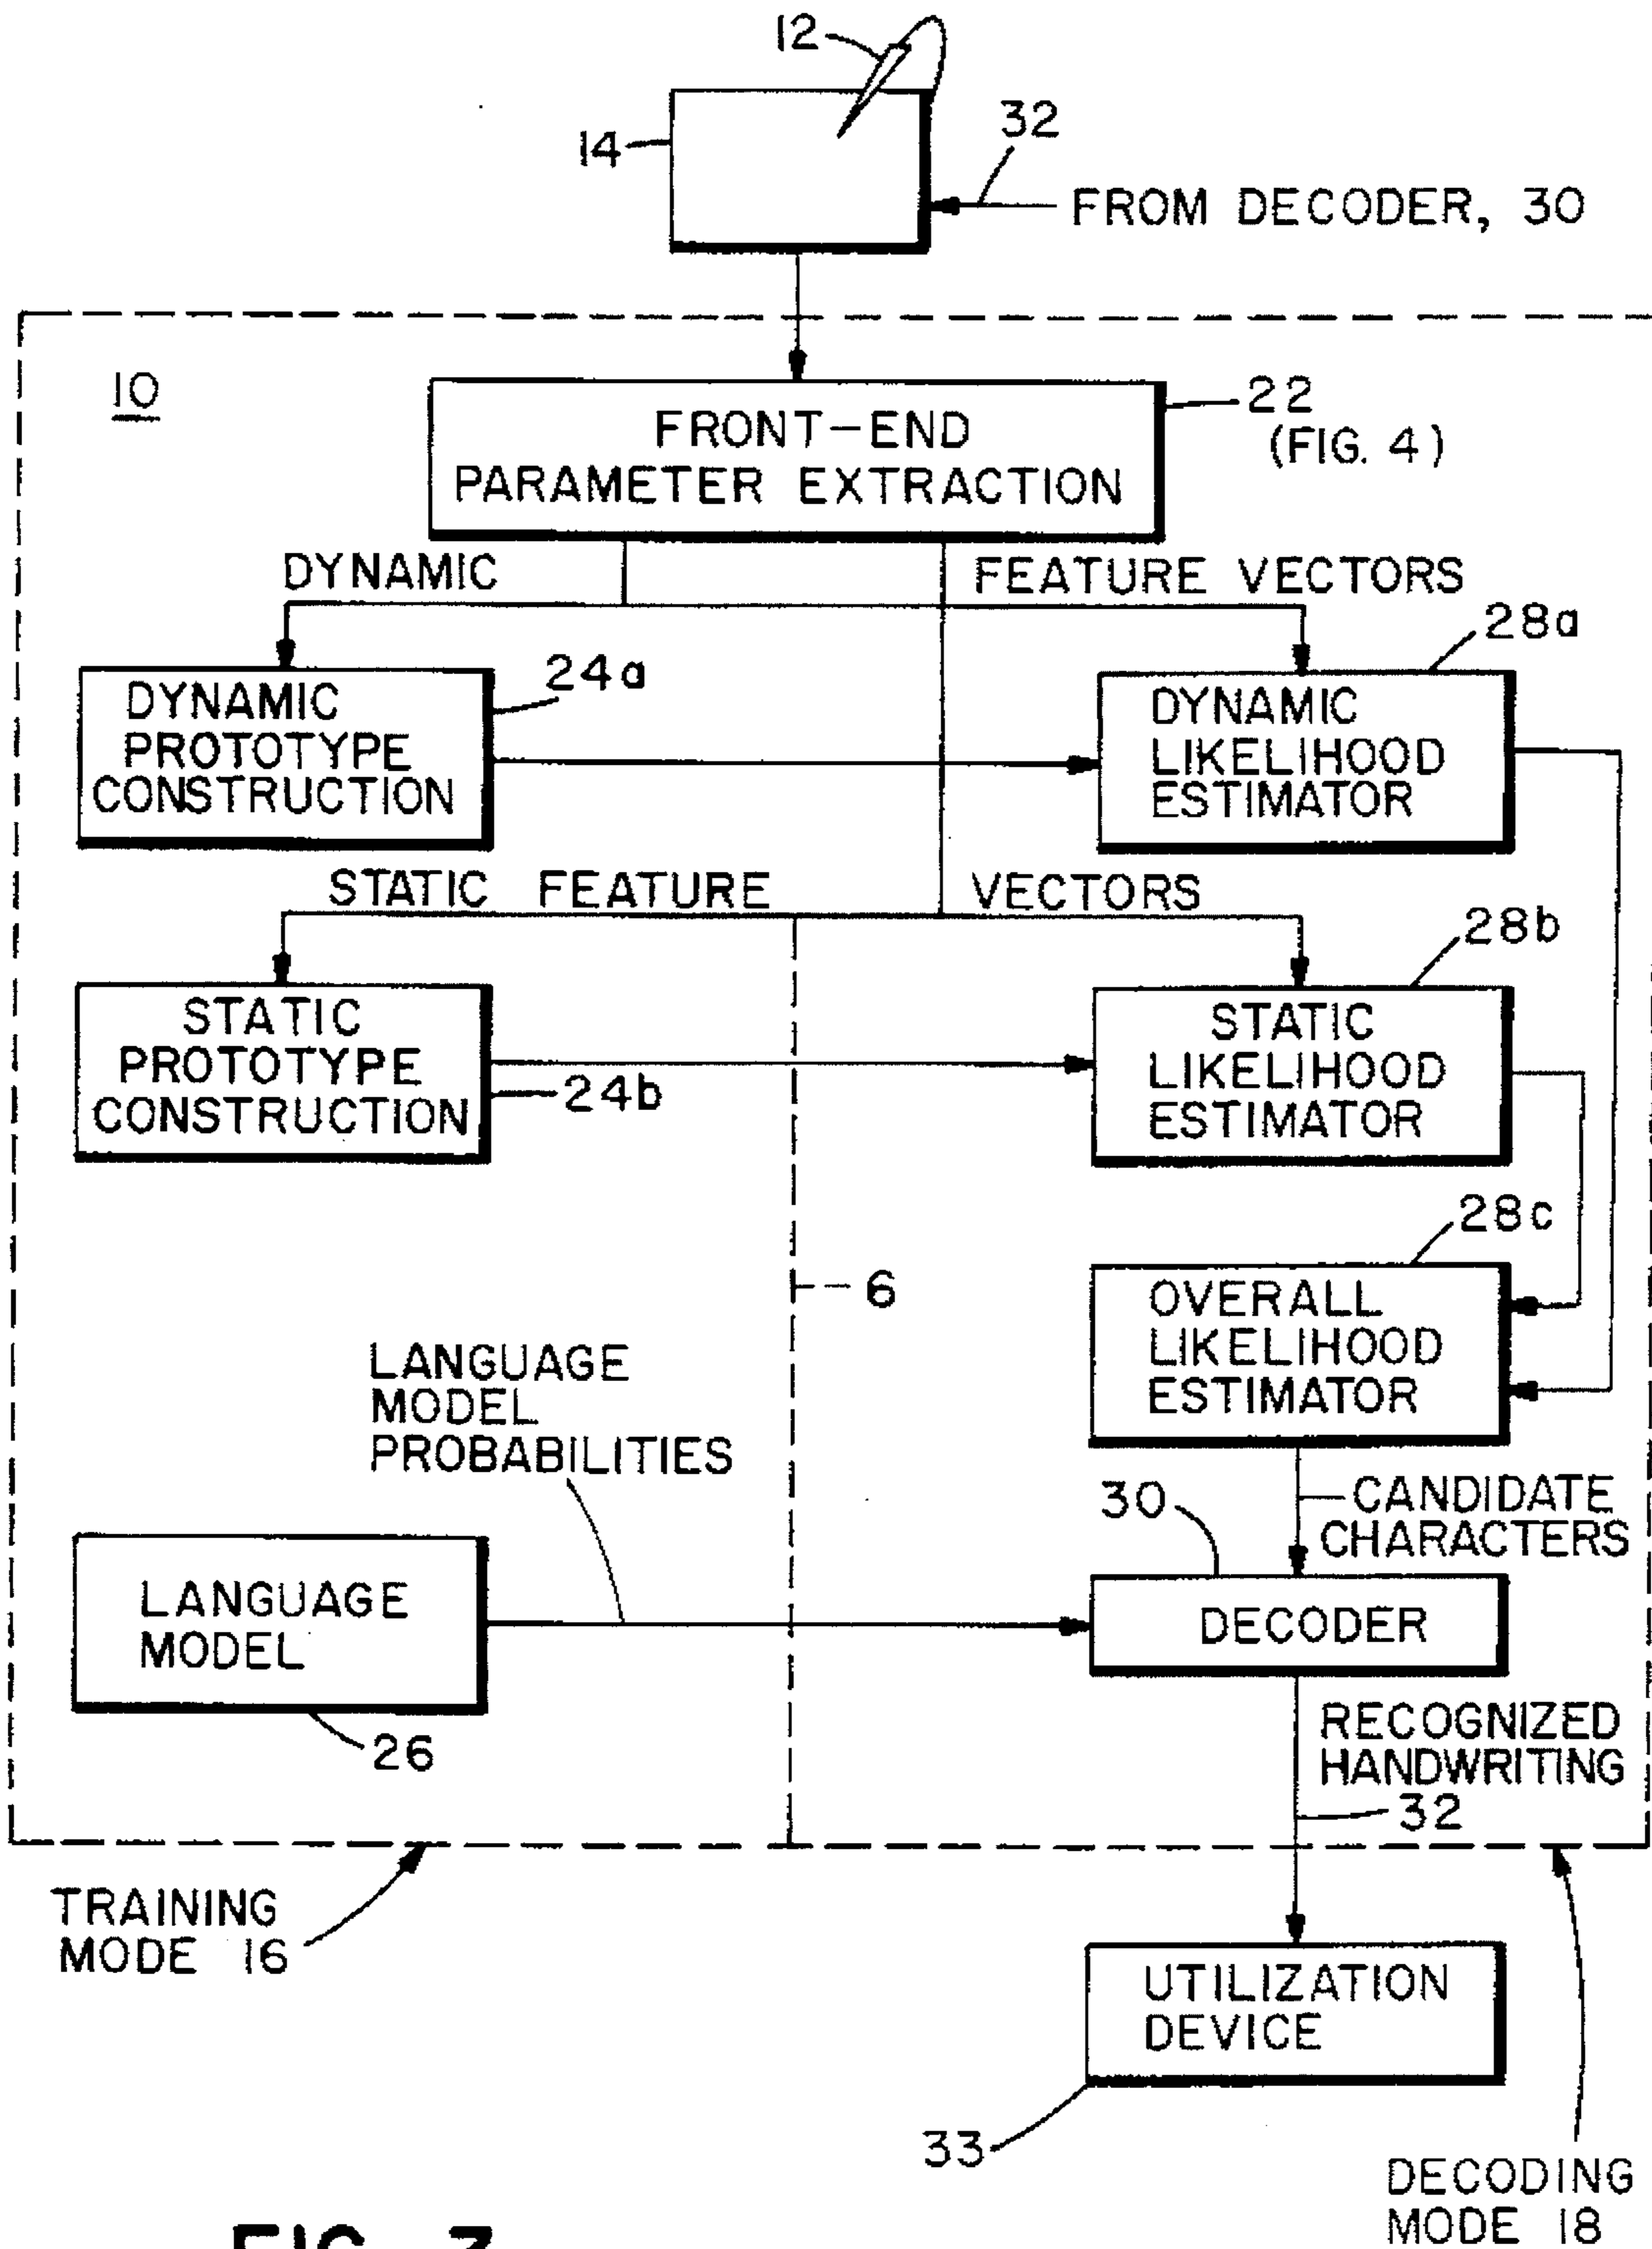 12
14
32
FROM DECODER, 30
10
FRONT-END
PARAMETER EXTRACTION
22
(FIG. 4)
DYNAMIC FEATURE VECTORS
24a
28a
DYNAMIC
PROTOTYPE
CONSTRUCTION
DYNAMIC
LIKELIHOOD
ESTIMATOR
STATIC FEATURE VECTORS
28b
STATIC
PROTOTYPE
CONSTRUCTION
24b
STATIC
LIKELIHOOD
ESTIMATOR
28c
6
OVERALL
LIKELIHOOD
ESTIMATOR
LANGUAGE
MODEL
PROBABILITIES
30
CANDIDATE
CHARACTERS
LANGUAGE
MODEL
26
DECODER
RECOGNIZED
HANDWRITING
32
TRAINING
MODE 16
UTILIZATION
DEVICE
33
DECODING
MODE 18